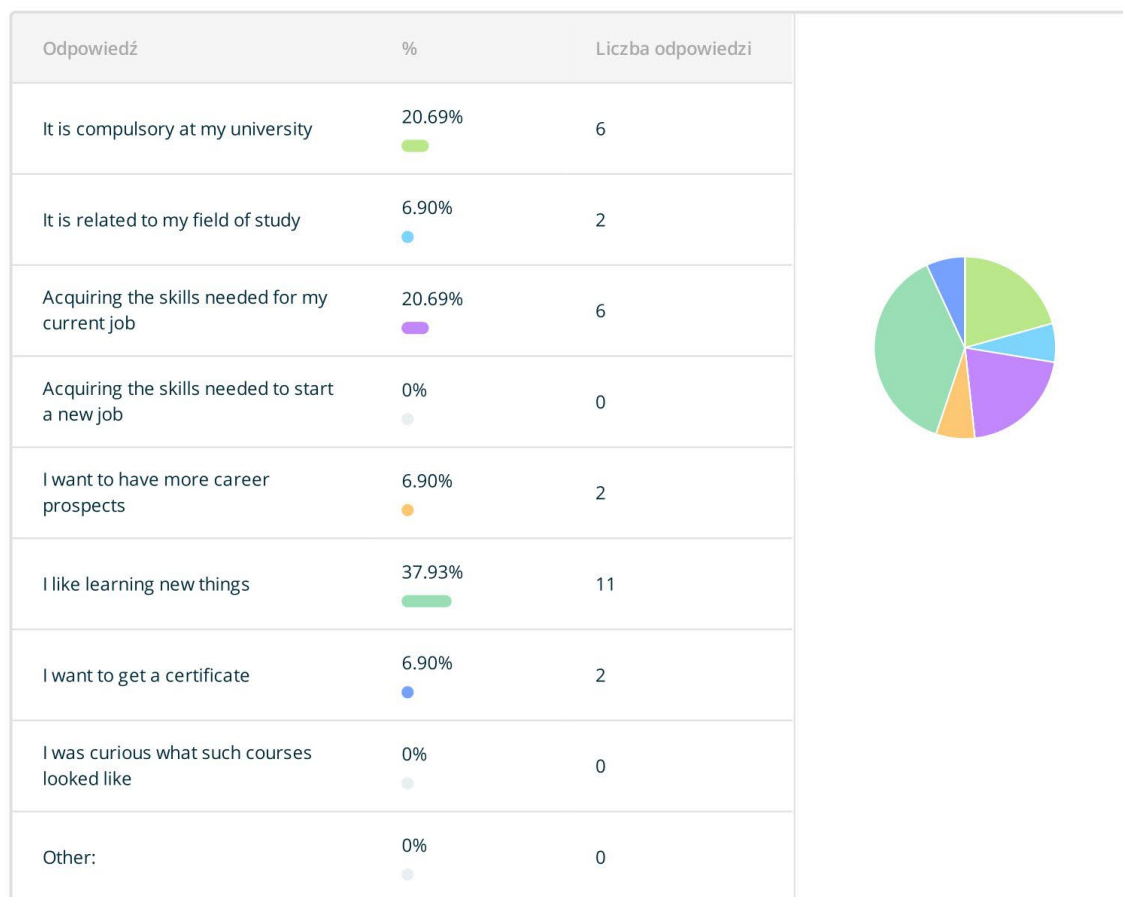 Odpowiedź % Liczba odpowiedzi
It is compulsory at my university 20.69% 6
It is related to my field of study 6.90% 2
Acquiring the skills needed for my
current job 20.69% 6
Acquiring the skills needed to start
a new job 0% 0
I want to have more career
prospects 6.90% 2
I like learning new things 37.93% 11
I want to get a certificate 6.90% 2
I was curious what such courses
looked like 0% 0
Other: 0% 0